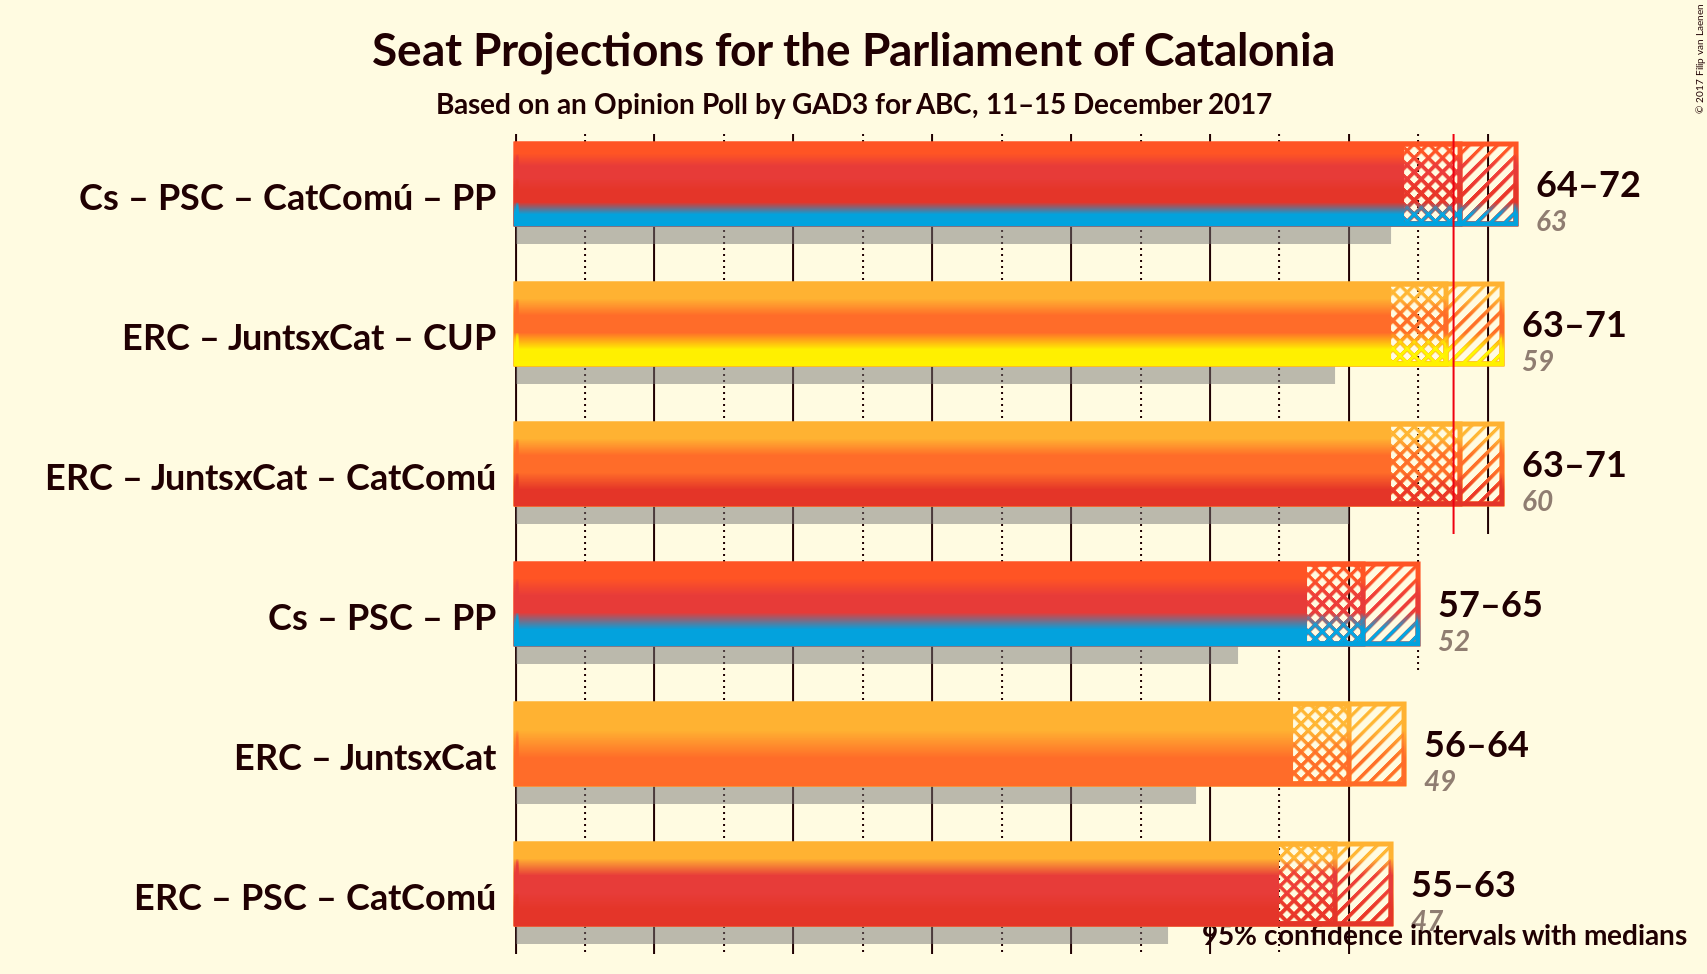 Seat Projections for the Parliament of Catalonia
Based on an Opinion Poll by GAD3 for ABC, 11–15 December 2017
© 2017 Filip van Laenen
Cs – PSC – CatComú – PP
64–72
63
ERC – JuntsxCat – CUP
63–71
59
ERC – JuntsxCat – CatComú
63–71
60
Cs – PSC – PP
57–65
52
ERC – JuntsxCat
56–64
49
ERC – PSC – CatComú
55–63
47
95% confidence intervals with medians